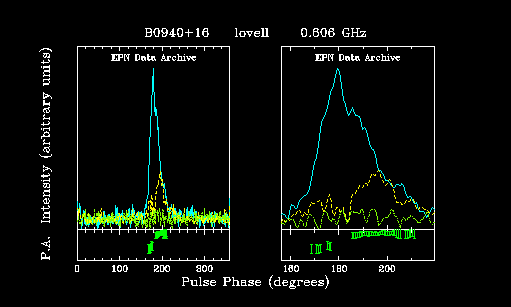 B0940+16 lovell 0.606 GHz
EPN Data Archive EPN Data Archive
P.A. Intensity (arbitrary units)
0 100 200 300 180 190 200
Pulse Phase (degrees)